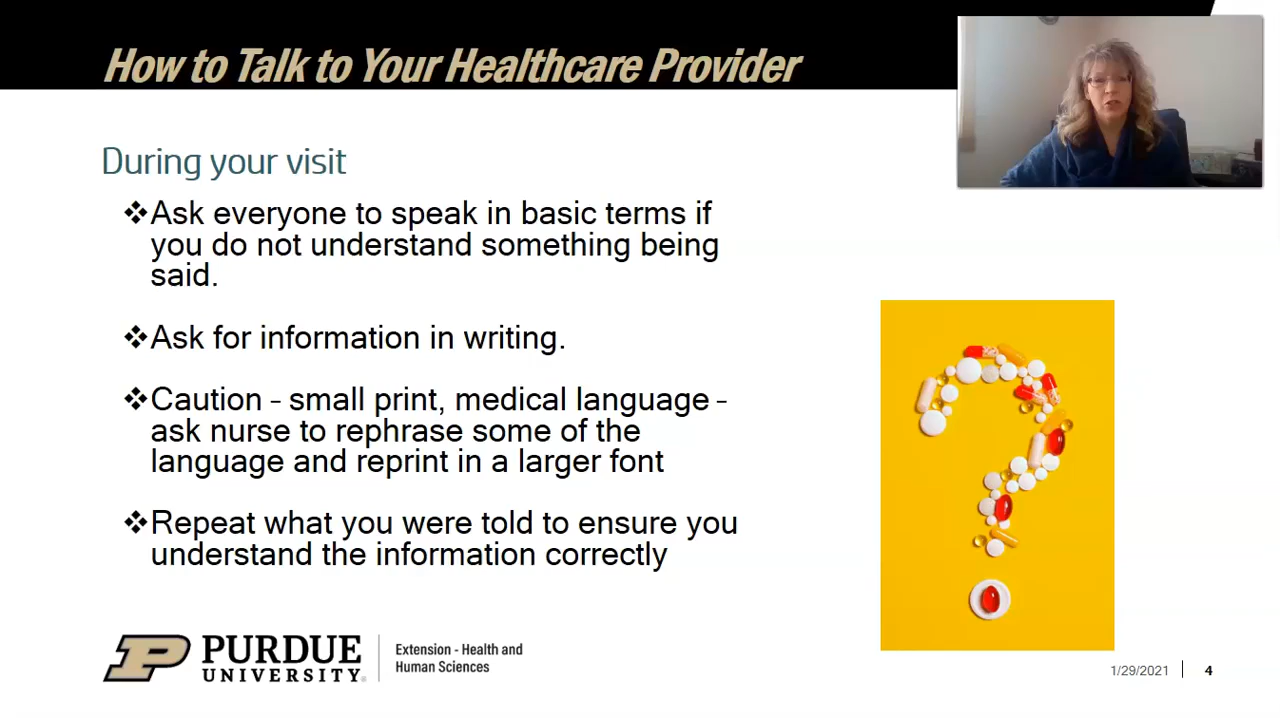 How to Talk to Your Healthcare Provider
During your visit
❖Ask everyone to speak in basic terms if
you do not understand something being
said.
❖Ask for information in writing.
❖Caution – small print, medical language –
ask nurse to rephrase some of the
language and reprint in a larger font
❖Repeat what you were told to ensure you
understand the information correctly
P PURDUE
UNIVERSITY®
Extension - Health and
Human Sciences
1/29/2021 | 4